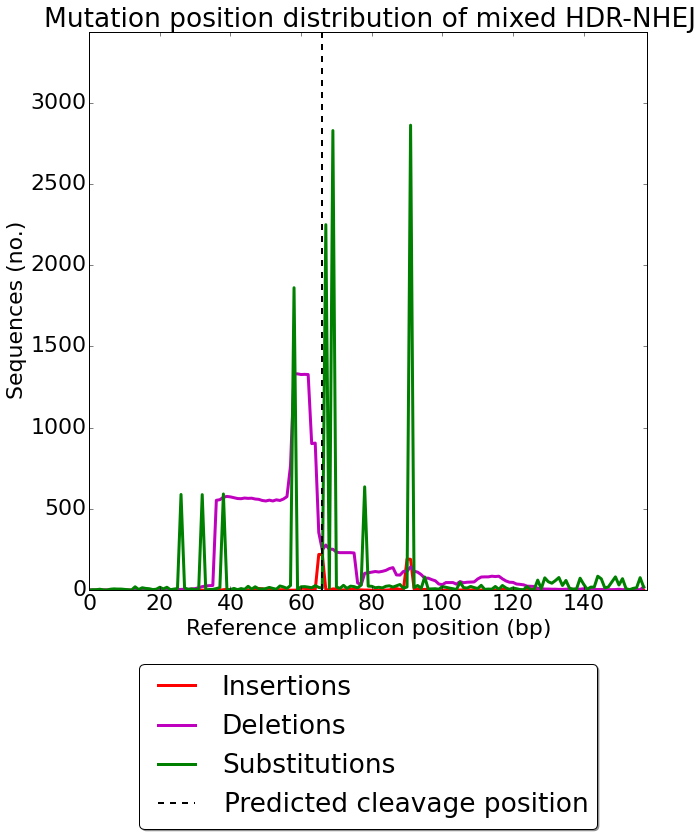 Mutation position distribution of mixed HDR-NHEJ
3000
2500
2000
1500
1000
500
0
Sequences (no.)
0 20 40 60 80 100 120 140
Reference amplicon position (bp)
Insertions
Deletions
Substitutions
Predicted cleavage position